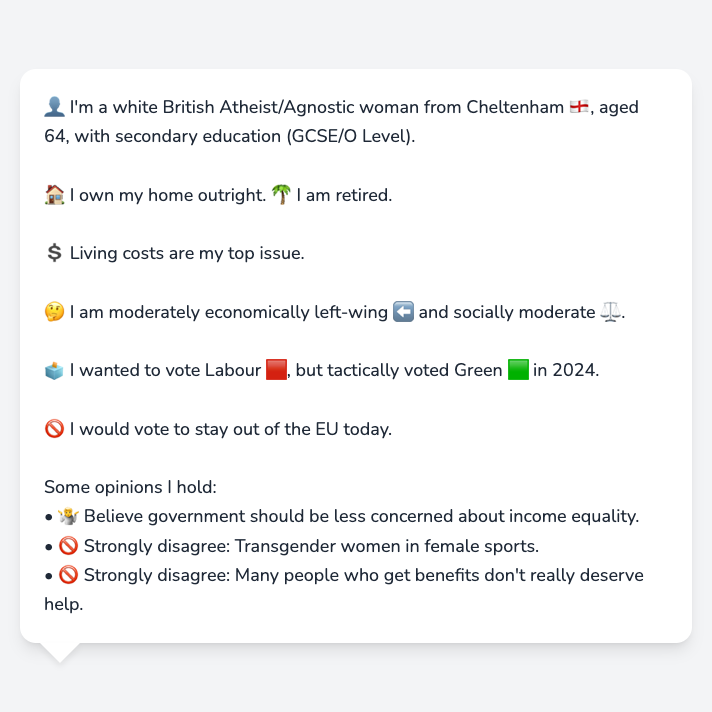 👤 I'm a white British Atheist/Agnostic woman from Cheltenham 🏴󠁧󠁢󠁥󠁮󠁧󠁿, aged
64, with secondary education (GCSE/O Level).
🏠 I own my home outright. 🌴 I am retired.
💲 Living costs are my top issue.
🤔 I am moderately economically left-wing ⬅️ and socially moderate ⚖️.
🗳️ I wanted to vote Labour 🟥, but tactically voted Green 🟩 in 2024.
🚫 I would vote to stay out of the EU today.
Some opinions I hold:
• 🤷 Believe government should be less concerned about income equality.
• 🚫 Strongly disagree: Transgender women in female sports.
• 🚫 Strongly disagree: Many people who get benefits don't really deserve
help.